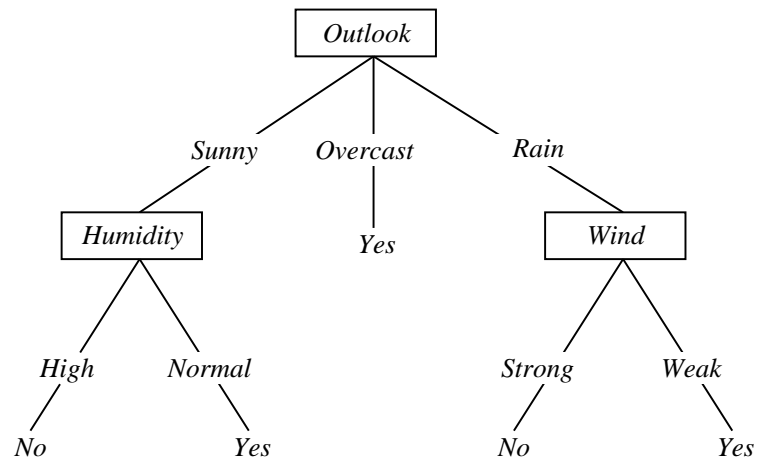 Outlook
Sunny Overcast Rain
Humidity Yes Wind
High Normal Strong Weak
No Yes No Yes